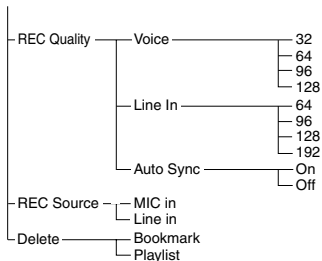 REC Quality Voice 32
64
96
128
Line In 64
96
128
192
Auto Sync On
Off
REC Source MIC in
Line in
Delete Bookmark
Playlist